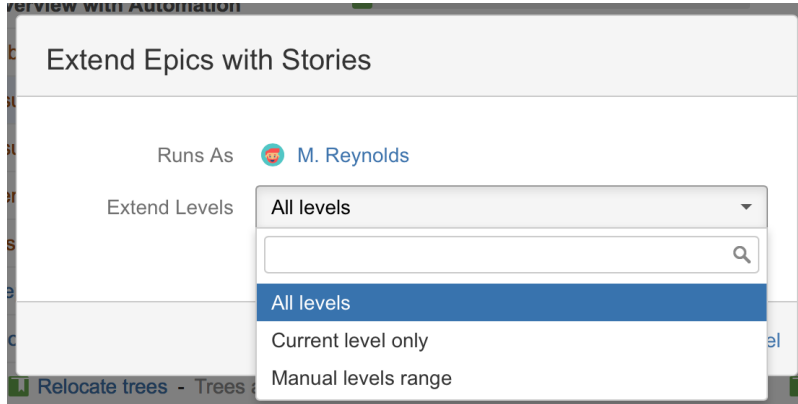 verview with Automation
Extend Epics with Stories
Runs As M. Reynolds
Extend Levels All levels
All levels
Current level only
Manual levels range
el
Relocate trees - Trees